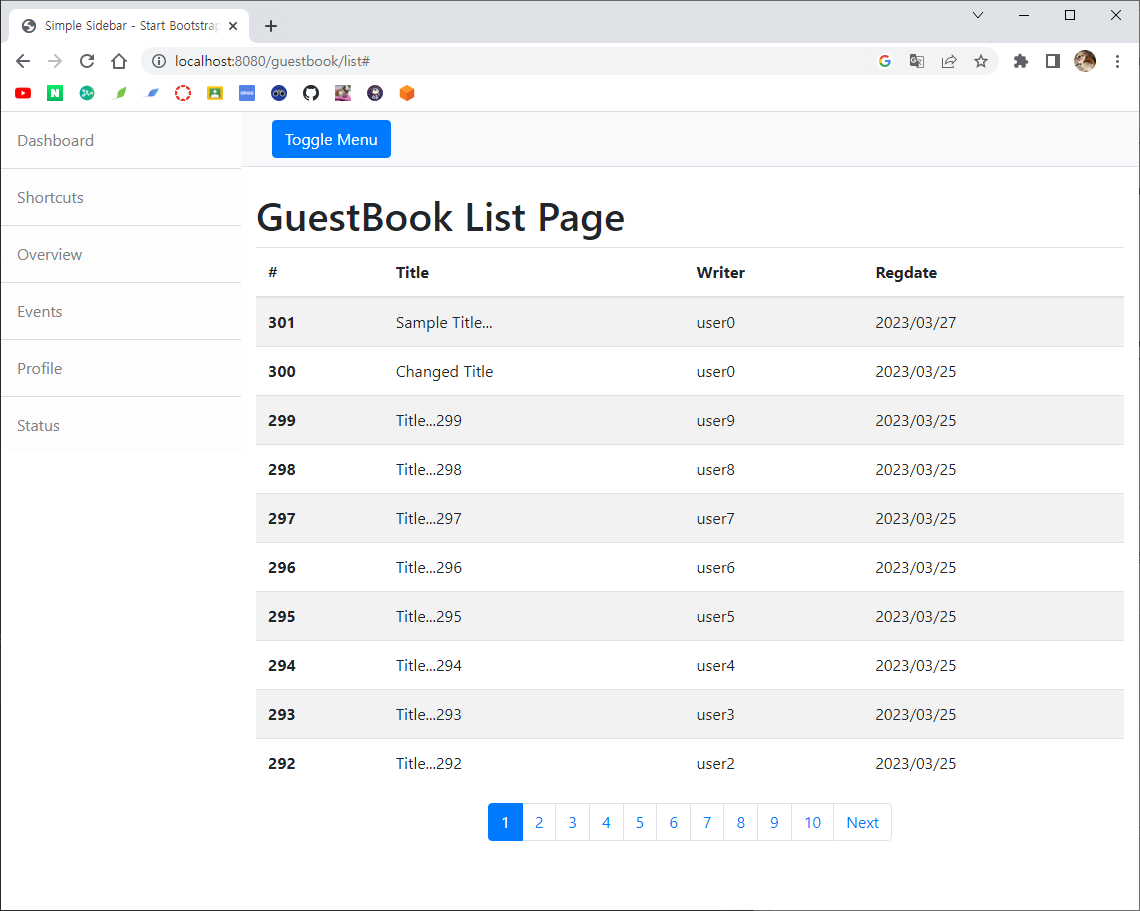 Simple Sidebar - Start Bootstrap
localhost:8080/guestbook/list#
Dashboard
Toggle Menu
Shortcuts
Overview
Events
Profile
Status
GuestBook List Page
# Title Writer Regdate
301 Sample Title... user0 2023/03/27
300 Changed Title user0 2023/03/25
299 Title...299 user9 2023/03/25
298 Title...298 user8 2023/03/25
297 Title...297 user7 2023/03/25
296 Title...296 user6 2023/03/25
295 Title...295 user5 2023/03/25
294 Title...294 user4 2023/03/25
293 Title...293 user3 2023/03/25
292 Title...292 user2 2023/03/25
1 2 3 4 5 6 7 8 9 10 Next